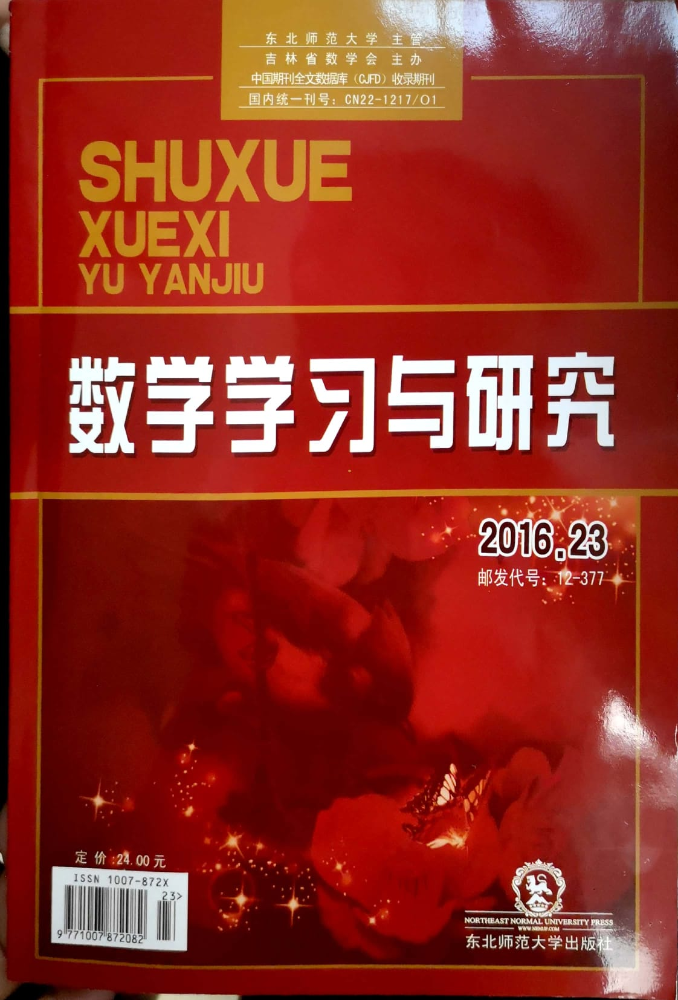 东北师范大学 主管
吉林省数学会 主办
中国期刊全文数据库（CJFD）收录期刊
国内统一刊号：CN22-1217/O1
SHUXUE
XUEXI
YU YANJIU
数学学习与研究
2016.23
邮发代号：12-377
定 价:24.00元
ISSN 1007-872X
23>
9 771007 872082
NORTHEAST NORMAL UNIVERSITY PRESS
WWW.NENUP.COM
东北师范大学出版社